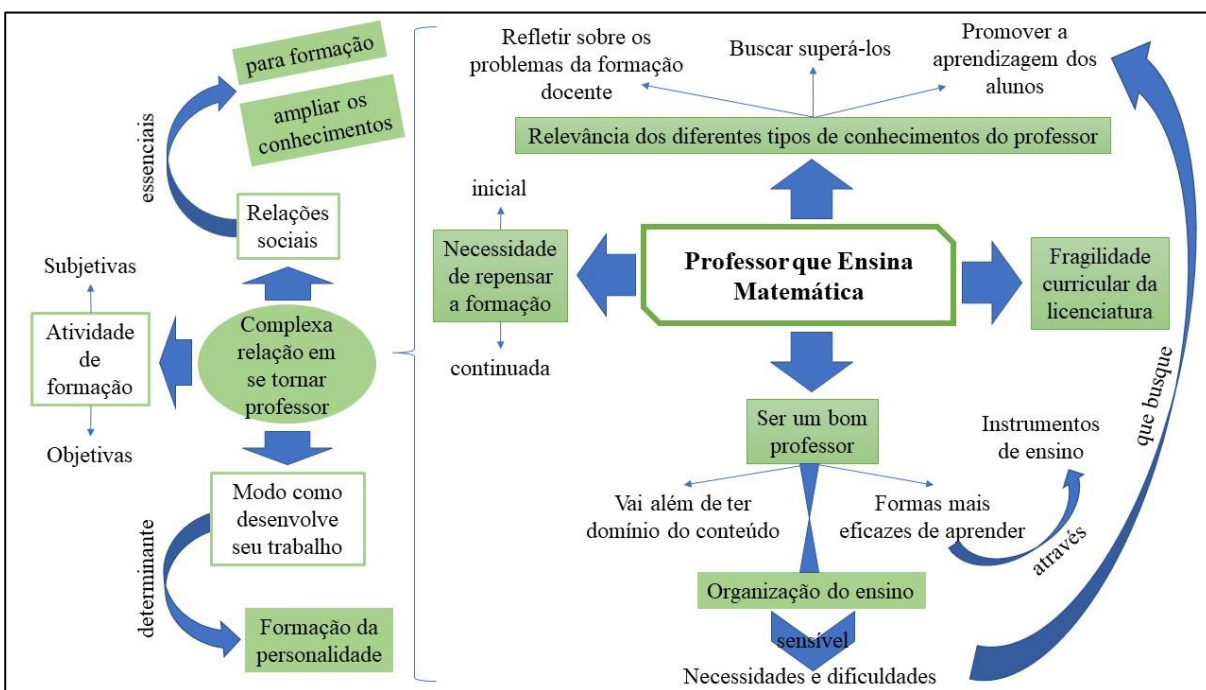 para formação
ampliar os
conhecimentos
essenciais
Relações
sociais
Subjetivas
Atividade
de
formação
Objetivas
Complexa
relação em
se tornar
professor
Modo como
desenvolve
seu trabalho
determinante
Formação da
personalidade
Refletir sobre os
problemas da formação
docente
Buscar superá-los
Promover a
aprendizagem dos
alunos
Relevância dos diferentes tipos de conhecimentos do professor
inicial
Necessidade
de repensar
a formação
continuada
Professor que Ensina
Matemática
Fragilidade
curricular da
licenciatura
Ser um bom
professor
Vai além de ter
domínio do conteúdo
Formas mais
eficazes de aprender
através
Instrumentos
de ensino
Organização do ensino
sensível
Necessidades e dificuldades
que busque